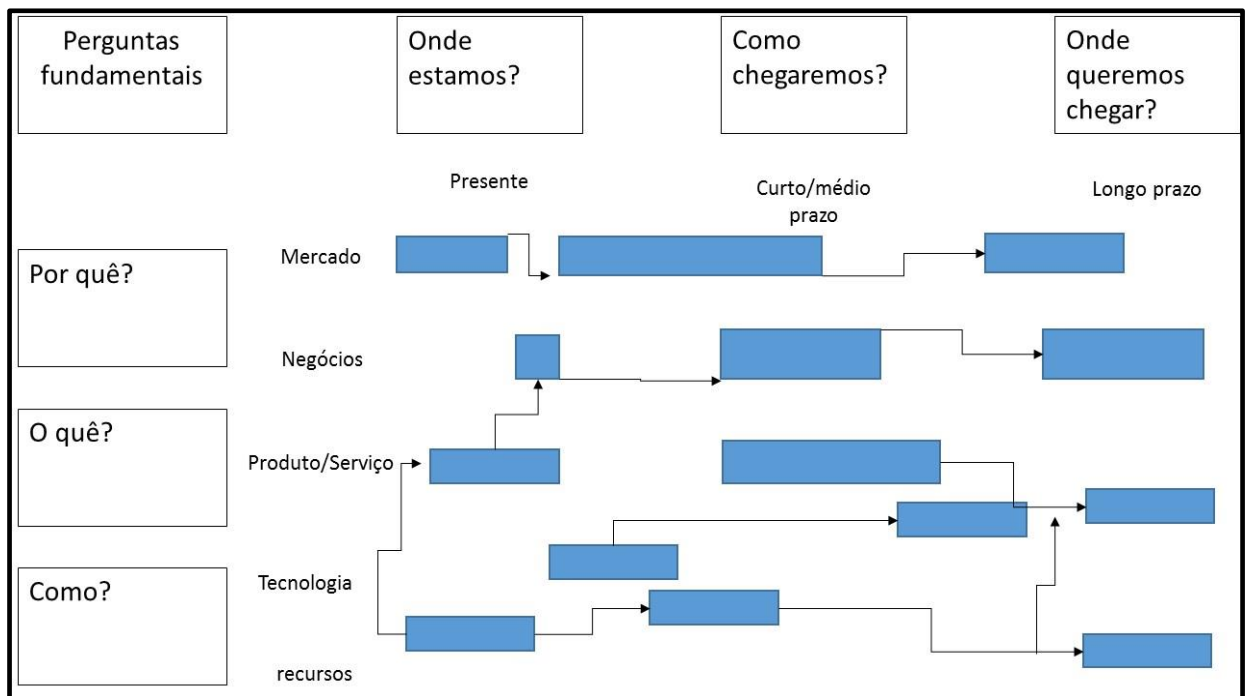 Perguntas
fundamentais
Onde
estamos?
Como
chegaremos?
Onde
queremos
chegar?
Presente
Curto/médio
prazo
Longo prazo
Por quê?
Mercado
Negócios
O quê?
Produto/Serviço
Como?
Tecnologia
recursos